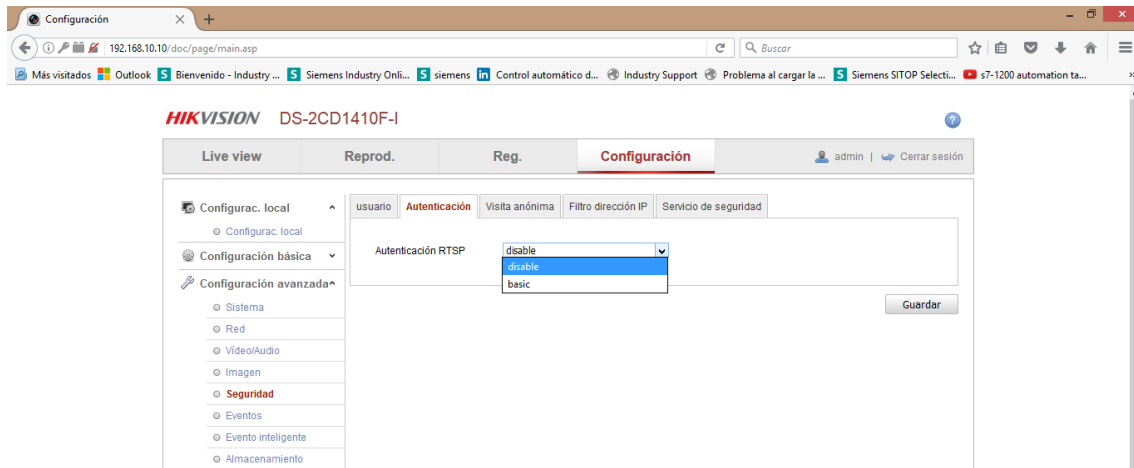 Configuración
192.168.10.10/doc/page/main.asp
Buscar
Más visitados Outlook Bienvenido - Industry ... Siemens Industry Onli... siemens Control automático d... Industry Support Problema al cargar la ... Siemens SITOP Selecti... s7-1200 automation ta...
HIKVISION DS-2CD1410F-I
Live view Reprod. Reg. Configuración admin | Cerrar sesión
Configurac. local
Configurac. local
Configuración básica
Configuración avanzada
Sistema
Red
Vídeo/Audio
Imagen
Seguridad
Eventos
Evento inteligente
Almacenamiento
usuario Autenticación Visita anónima Filtro dirección IP Servicio de seguridad
Autenticación RTSP disable
disable
basic
Guardar